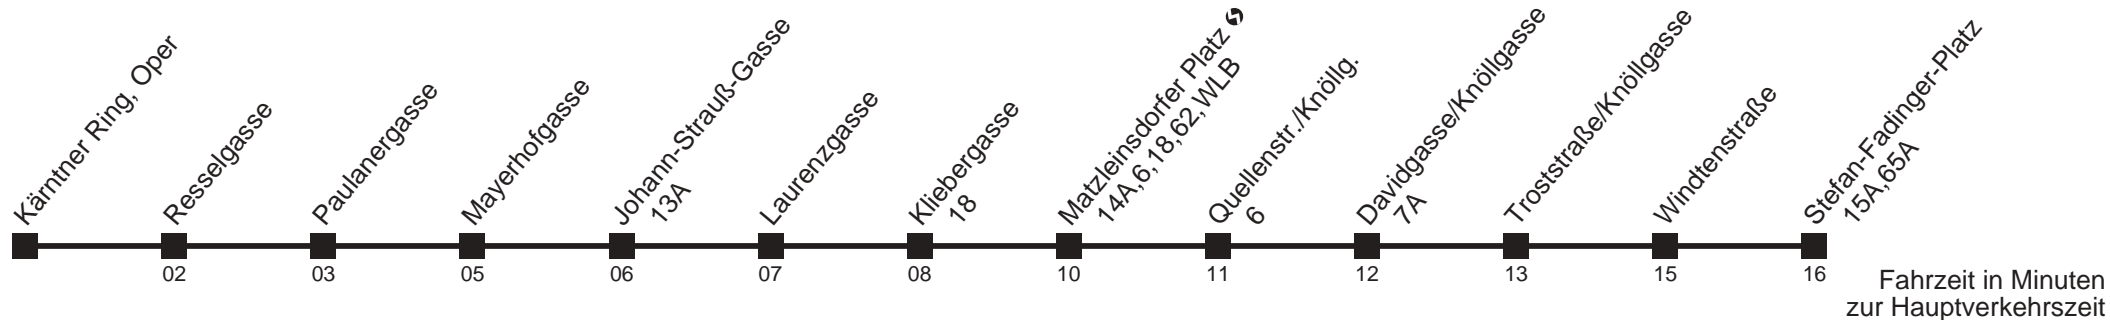 Kärntner Ring, Oper
Resselgasse
Paulanergasse
Mayerhofgasse
Johann-Strauß-Gasse
13A
Laurenzgasse
Kliebergasse
18
Matzleinsdorfer Platz
14A,6,18,62,WLB
Quellenstr./Knöllg.
6
Davidgasse/Knöllgasse
7A
Troststraße/Knöllgasse
Windtenstraße
Stefan-Fadinger-Platz
15A,65A
02 03 05 06 07 08 10 11 12 13 15 16
Fahrzeit in Minuten
zur Hauptverkehrszeit